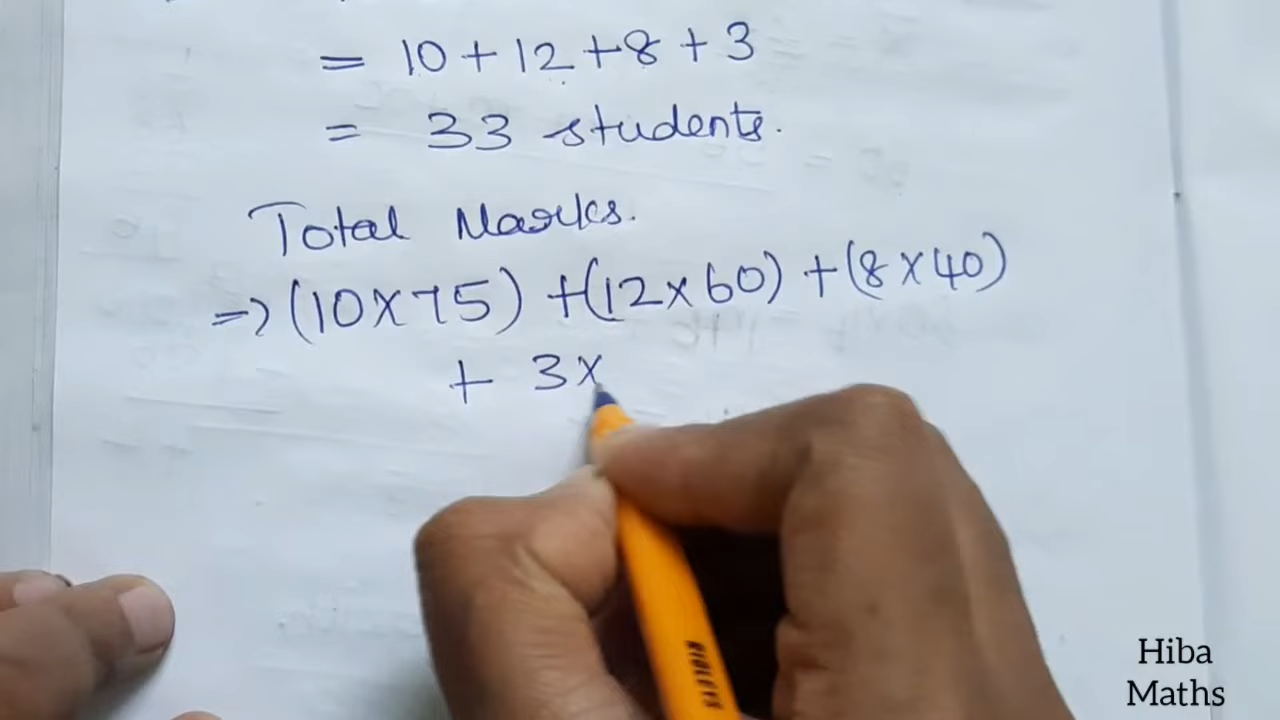 = 10 + 12 + 8 + 3
= 33 students.
Total Marks.
=> (10 X 75) + (12 x 60) + (8 X 40)
+ 3 x
Hiba
Maths